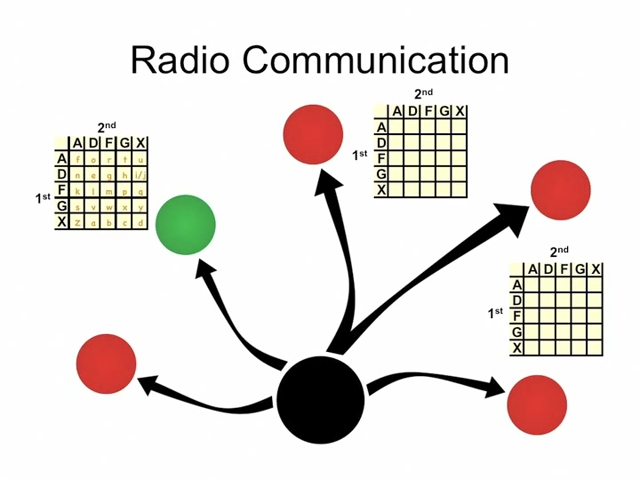 Radio Communication
2nd
A D F G X
1st
A f o r t u
D n e g h i/j
F k l m p q
G s v w x y
X z a b c d
2nd
A D F G X
1st
A
D
F
G
X
2nd
A D F G X
1st
A
D
F
G
X